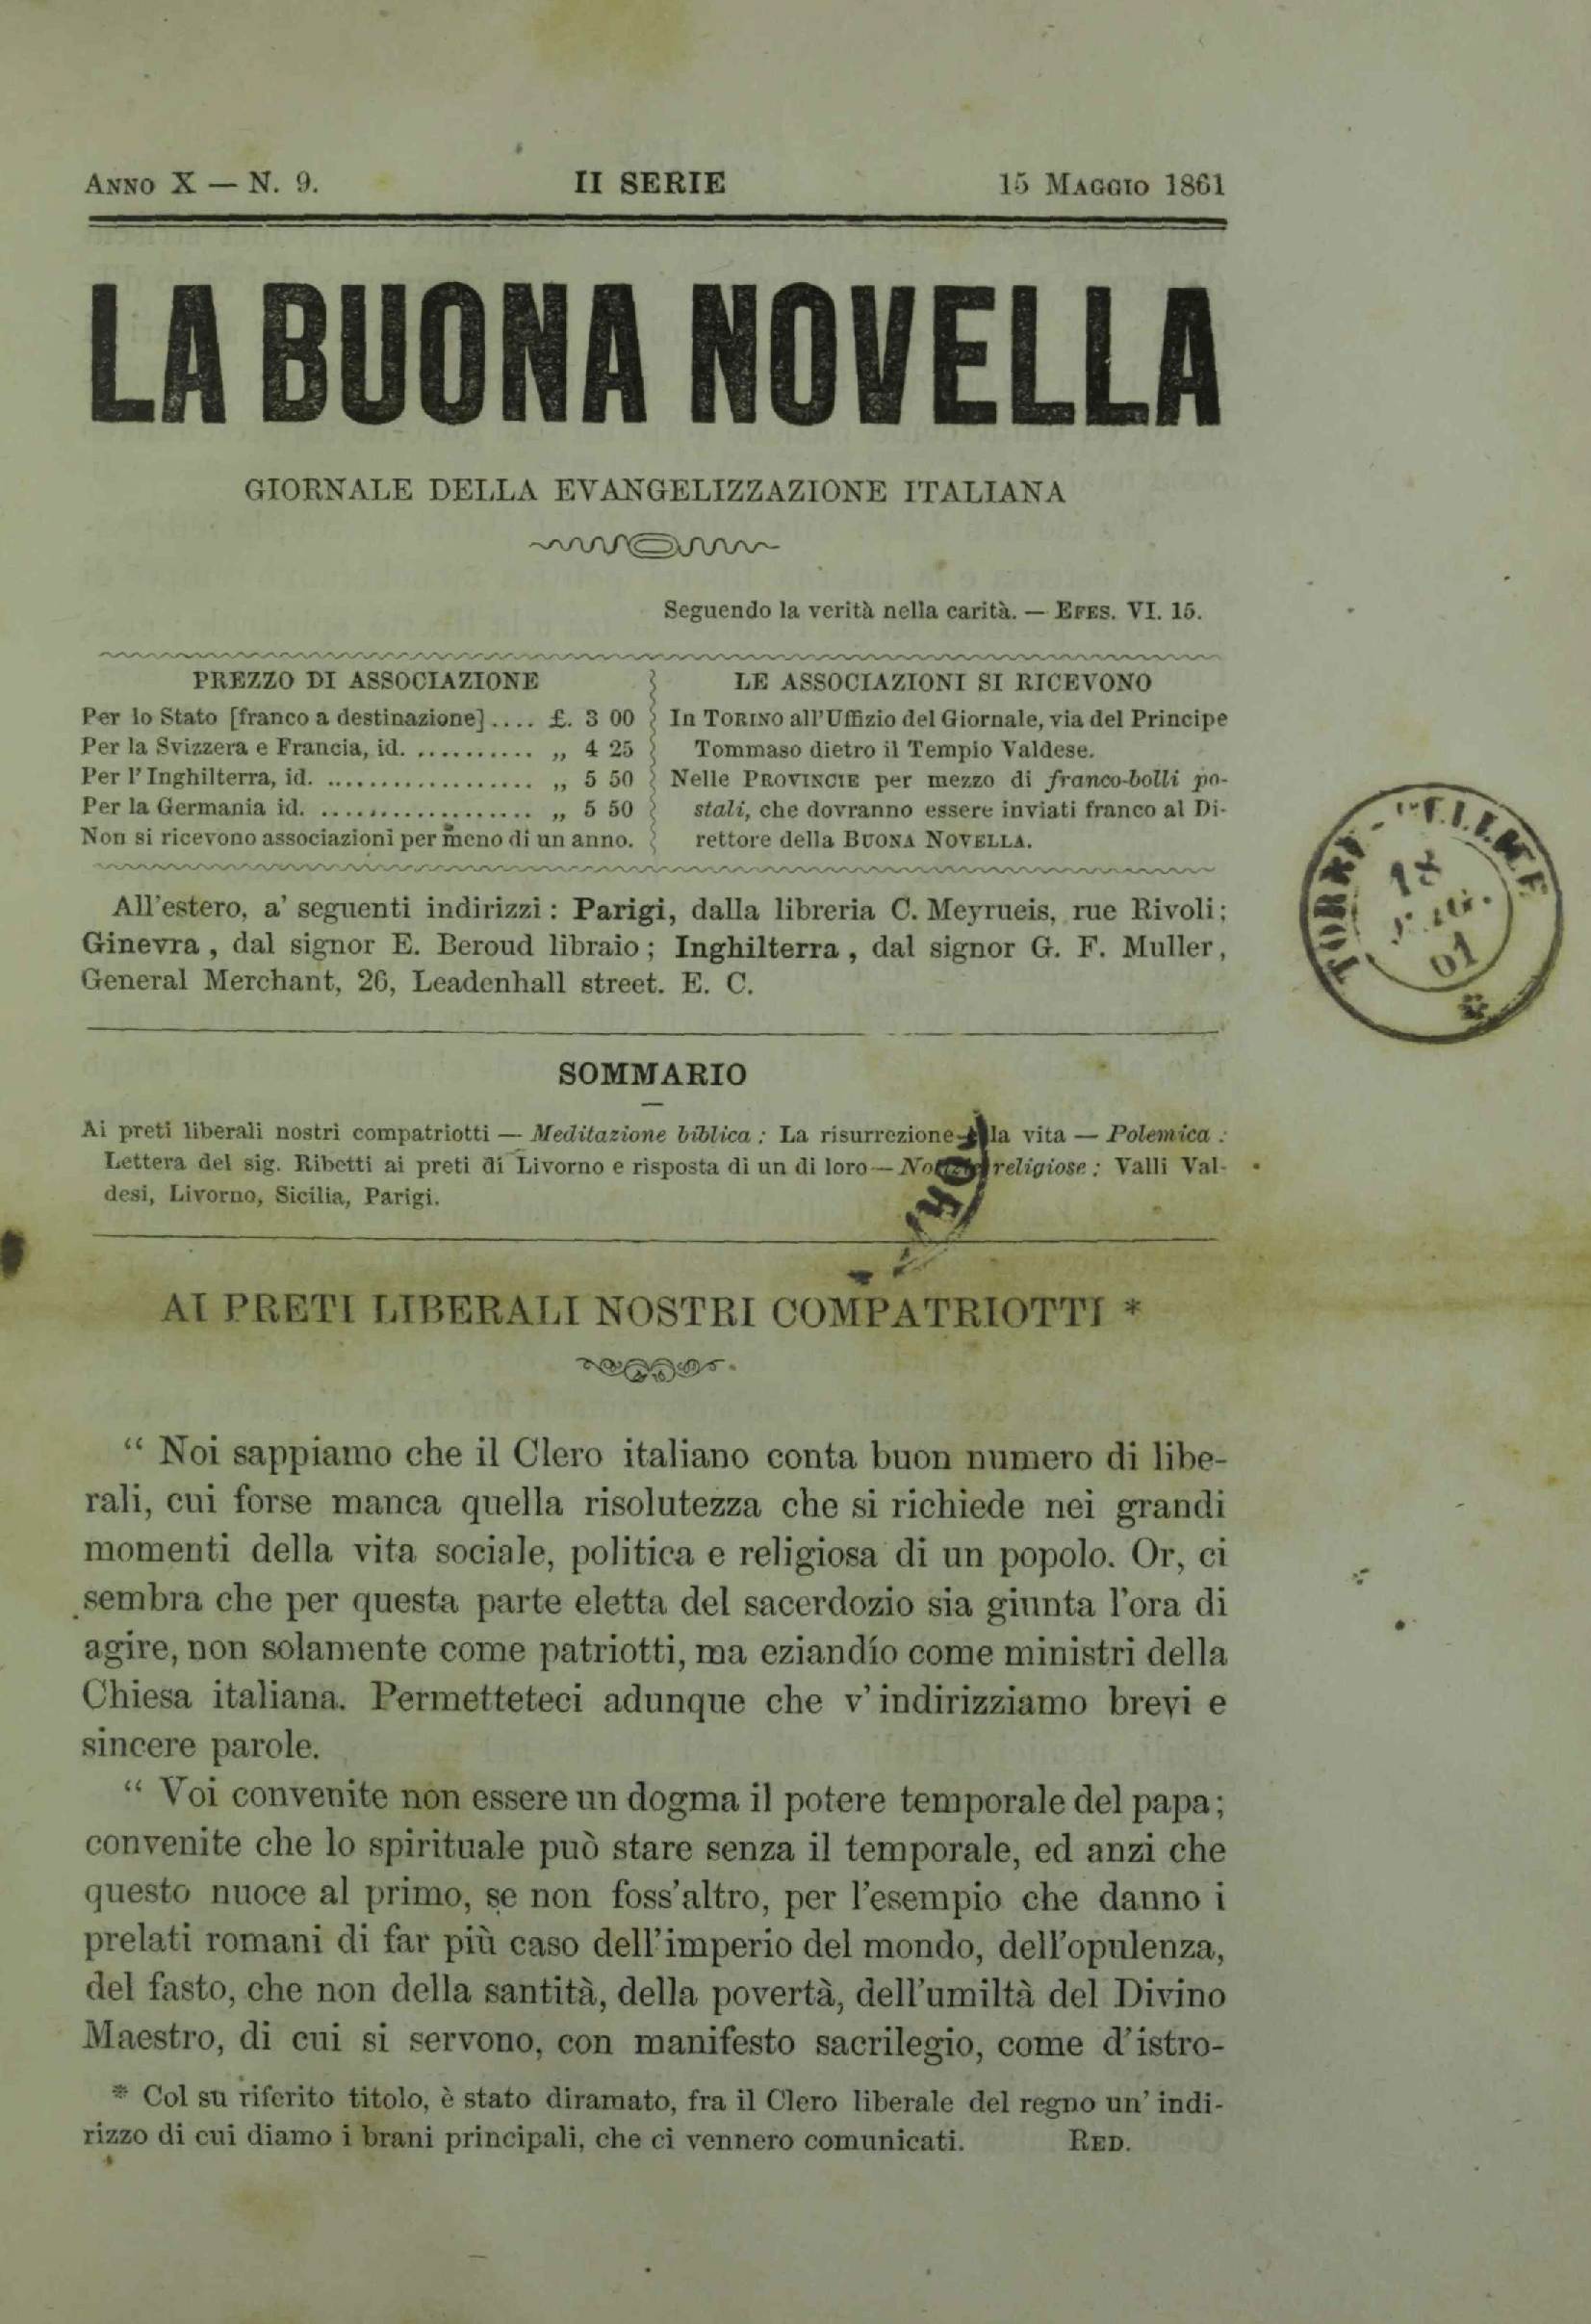 ANNO X — N. 9.
II SERIE
15 MAGGIO 1861
LA BUONA NOVELLA
GIORNALE DELLA EVANGELIZZAZIONE ITALIANA
Seguendo la verità nella carità. — EFES. VI. 15.
PREZZO DI ASSOCIAZIONE
Per lo Stato [franco a destinazione] .... £. 3 00
Per la Svizzera e Francia, id. ........... „ 4 25
Per l'Inghilterra, id. ................... „ 5 50
Per la Germania id. ................... „ 5 50
Non si ricevono associazioni per meno di un anno.
LE ASSOCIAZIONI SI RICEVONO
In TORINO all'Uffizio del Giornale, via del Principe
Tommaso dietro il Tempio Valdese.
Nelle PROVINCIE per mezzo di franco-bolli po-
stali, che dovranno essere inviati franco al Di-
rettore della BUONA NOVELLA.
All'estero, a' seguenti indirizzi : Parigi, dalla libreria C. Meyrueis, rue Rivoli;
Ginevra , dal signor E. Beroud libraio ; Inghilterra , dal signor G. F. Muller,
General Merchant, 26, Leadenhall street. E. C.
18
61
SOMMARIO
Ai preti liberali nostri compatriotti — Meditazione biblica : La risurrezione la vita — Polemica :
Lettera del sig. Ribetti ai preti di Livorno e risposta di un di loro — religiose : Valli Val-
desi, Livorno, Sicilia, Parigi.
AI PRETI LIBERALI NOSTRI COMPATRIOTTI *
“ Noi sappiamo che il Clero italiano conta buon numero di libe-
rali, cui forse manca quella risolutezza che si richiede nei grandi
momenti della vita sociale, politica e religiosa di un popolo. Or, ci
sembra che per questa parte eletta del sacerdozio sia giunta l'ora di
agire, non solamente come patriotti, ma eziandío come ministri della
Chiesa italiana. Permetteteci adunque che v' indirizziamo brevi e
sincere parole.
“ Voi convenite non essere un dogma il potere temporale del papa;
convenite che lo spirituale può stare senza il temporale, ed anzi che
questo nuoce al primo, se non foss'altro, per l'esempio che danno i
prelati romani di far più caso dell'imperio del mondo, dell'opulenza,
del fasto, che non della santità, della povertà, dell'umiltà del Divino
Maestro, di cui si servono, con manifesto sacrilegio, come d'istro-
* Col su riferito titolo, è stato diramato, fra il Clero liberale del regno un' indi-
rizzo di cui diamo i brani principali, che ci vennero comunicati. RED.